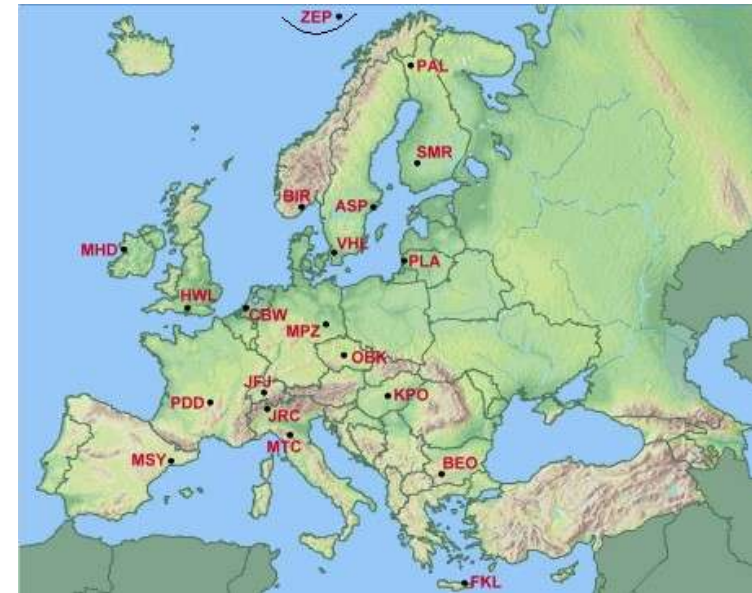 ZEP
PAL
SMR
BIR
ASP
MHD
VHL
PLA
HWL
CBW
MPZ
OBK
JFJ
PDD
KPO
JRC
MTC
MSY
BEO
FKL